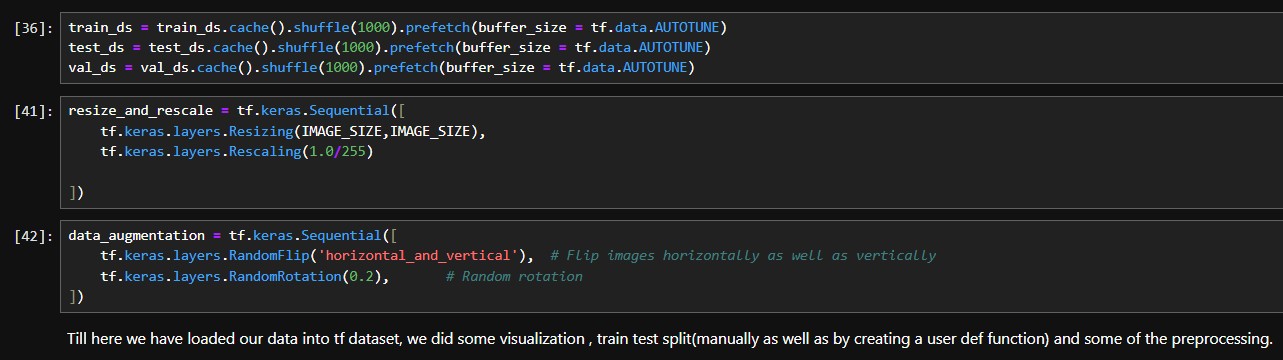 [36]: train_ds = train_ds.cache().shuffle(1000).prefetch(buffer_size = tf.data.AUTOTUNE)
test_ds = test_ds.cache().shuffle(1000).prefetch(buffer_size = tf.data.AUTOTUNE)
val_ds = val_ds.cache().shuffle(1000).prefetch(buffer_size = tf.data.AUTOTUNE)
[41]: resize_and_rescale = tf.keras.Sequential([
    tf.keras.layers.Resizing(IMAGE_SIZE,IMAGE_SIZE),
    tf.keras.layers.Rescaling(1.0/255)
])
[42]: data_augmentation = tf.keras.Sequential([
    tf.keras.layers.RandomFlip('horizontal_and_vertical'),  # Flip images horizontally as well as vertically
    tf.keras.layers.RandomRotation(0.2),       # Random rotation
])
Till here we have loaded our data into tf dataset, we did some visualization , train test split(manually as well as by creating a user def function) and some of the preprocessing.